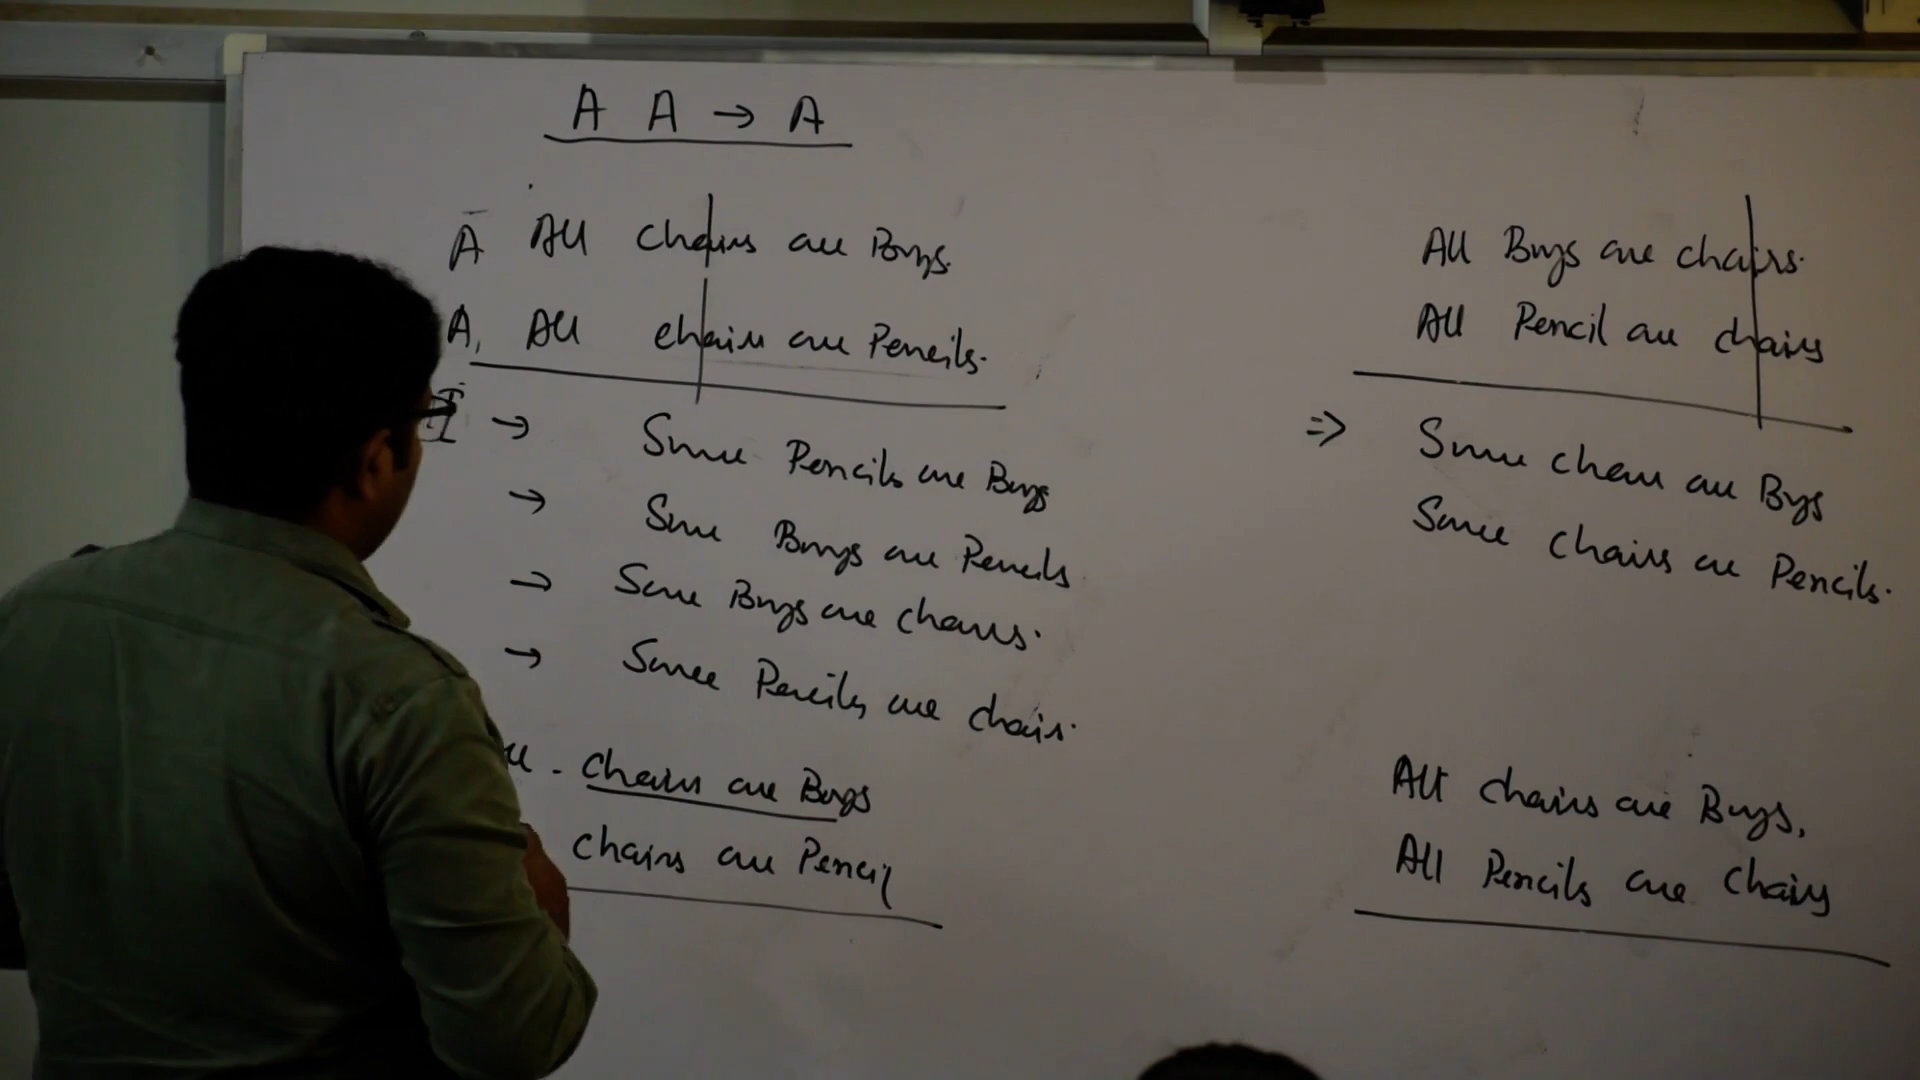 A A → A
A All chairs are Boys.
A, All chairs are Pencils.
I → Some Pencils are Boys
→ Some Boys are Pencils
→ Some Boys are chairs.
→ Some Pencils are chair.
- chairs are Boys
chairs are Pencil
All Boys are chairs.
All Pencil are chairs
⇒ Some chair are Boys
Some chairs are Pencils.
All chairs are Boys,
All Pencils are chairs